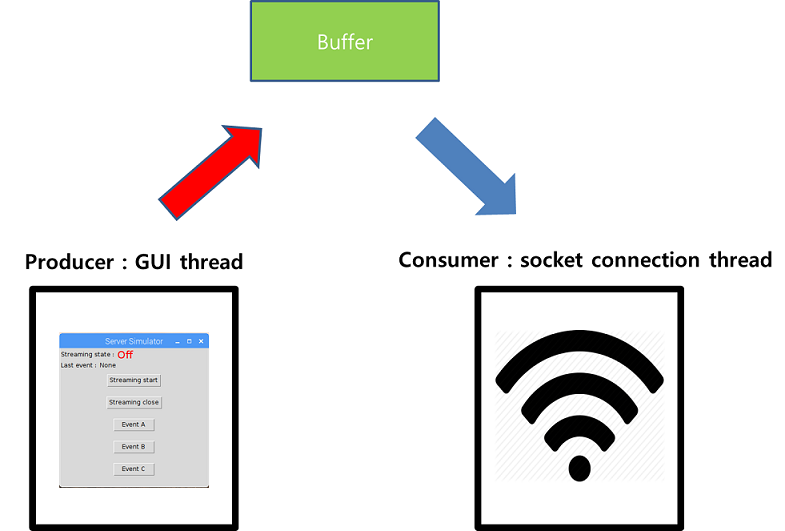 Buffer
Producer : GUI thread
Consumer : socket connection thread
Server Simulator
Streaming state : Off
Last event : None
Streaming start
Streaming close
Event A
Event B
Event C